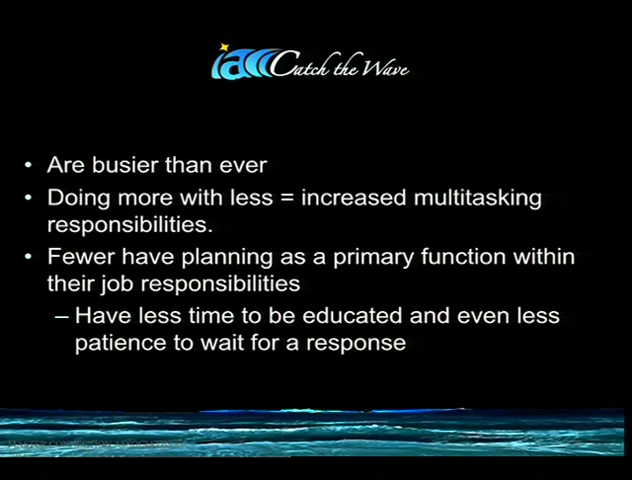 iacc Catch the Wave
• Are busier than ever
• Doing more with less = increased multitasking
responsibilities.
• Fewer have planning as a primary function within
their job responsibilities
– Have less time to be educated and even less
patience to wait for a response